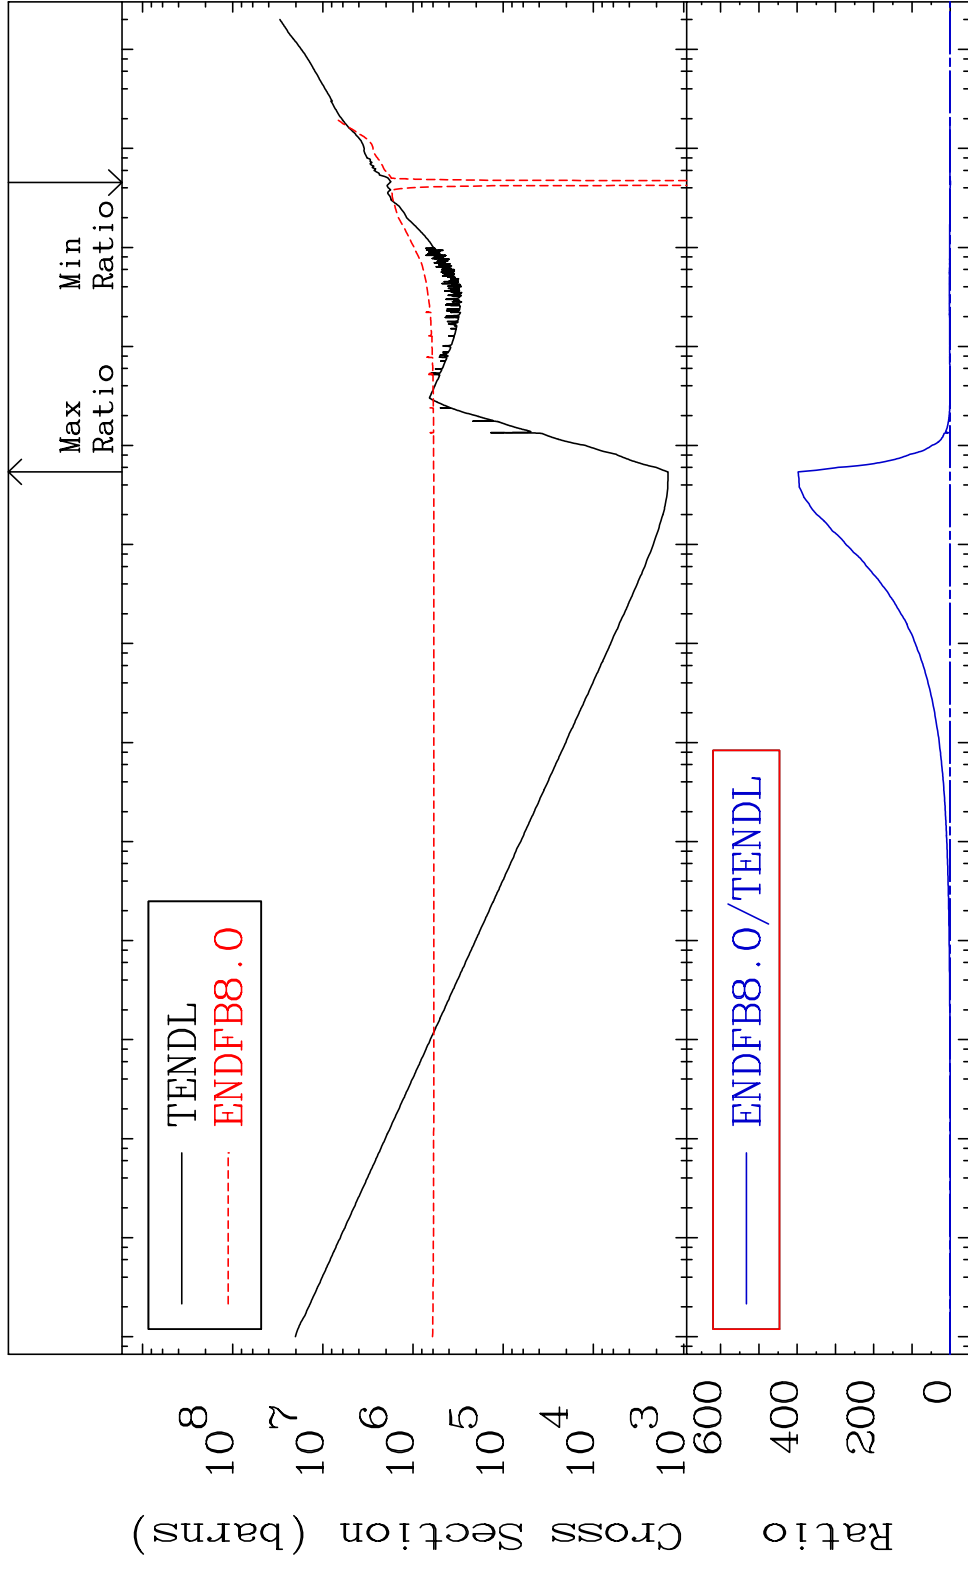 Max
Ratio
Min
Ratio
TENDL
ENDFB8.0
10 8
10 7
10 6
10 5
10 4
10 3
Cross Section (barns)
ENDFB8.0/TENDL
600
400
200
0
Ratio